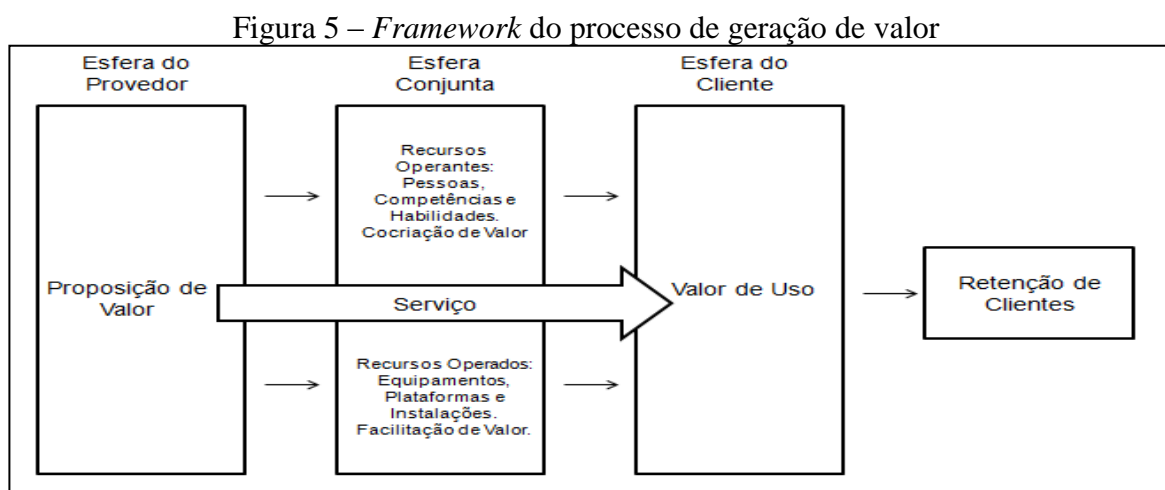 Figura 5 – Framework do processo de geração de valor
Esfera do
Provedor
Esfera
Conjunta
Esfera do
Cliente
Proposição de
Valor
Recursos
Operantes:
Pessoas,
Competências e
Habilidades.
Cocriação de Valor
Serviço
Recursos Operados:
Equipamentos,
Plataformas e
Instalações.
Facilitação de Valor.
Valor de Uso
Retenção de
Clientes